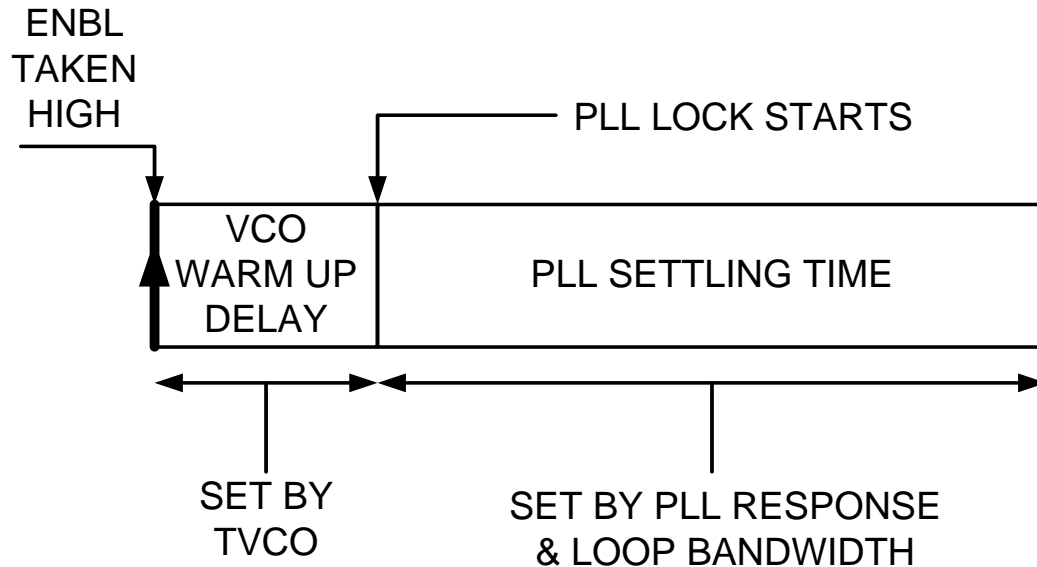 ENBL
TAKEN
HIGH
PLL LOCK STARTS
VCO
WARM UP
DELAY
PLL SETTLING TIME
SET BY
TVCO
SET BY PLL RESPONSE
& LOOP BANDWIDTH